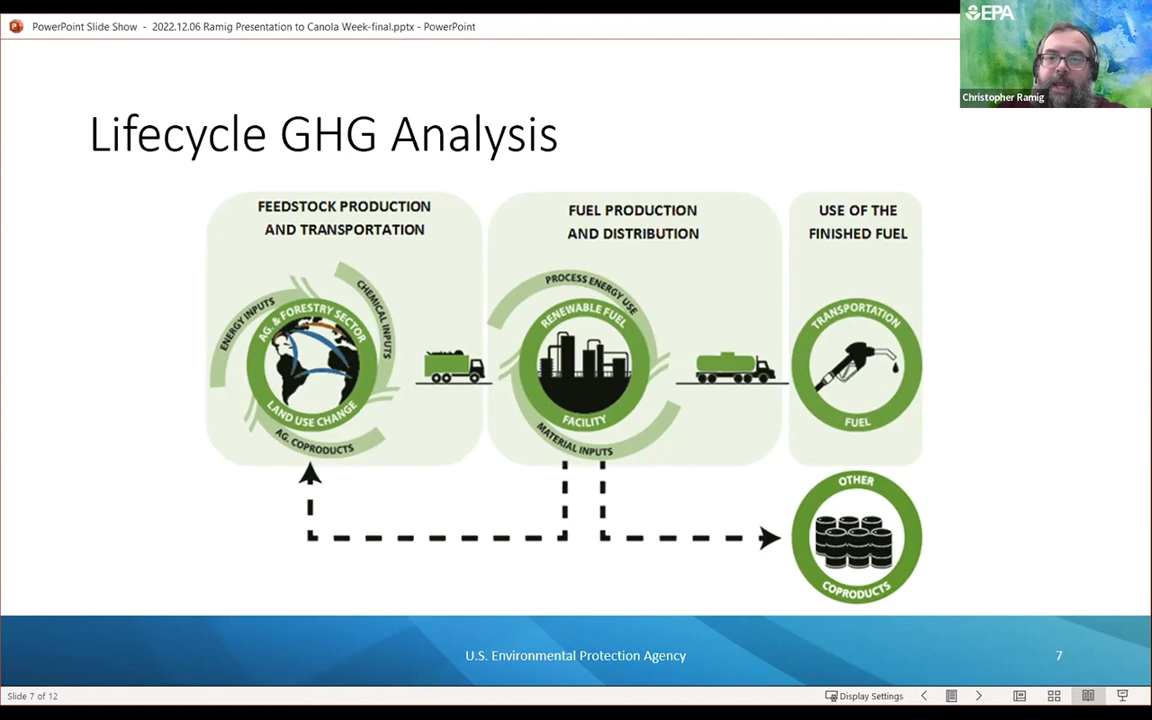 PowerPoint Slide Show - 2022.12.06 Ramig Presentation to Canola Week-final.pptx - PowerPoint
EPA
Christopher Ramig
Lifecycle GHG Analysis
FEEDSTOCK PRODUCTION
AND TRANSPORTATION
FUEL PRODUCTION
AND DISTRIBUTION
USE OF THE
FINISHED FUEL
ENERGY INPUTS
CHEMICAL INPUTS
AG. & FORESTRY SECTOR
LAND USE CHANGE
AG. COPRODUCTS
PROCESS ENERGY USE
RENEWABLE FUEL
FACILITY
MATERIAL INPUTS
TRANSPORTATION
FUEL
OTHER
COPRODUCTS
U.S. Environmental Protection Agency
7
Slide 7 of 12
Display Settings